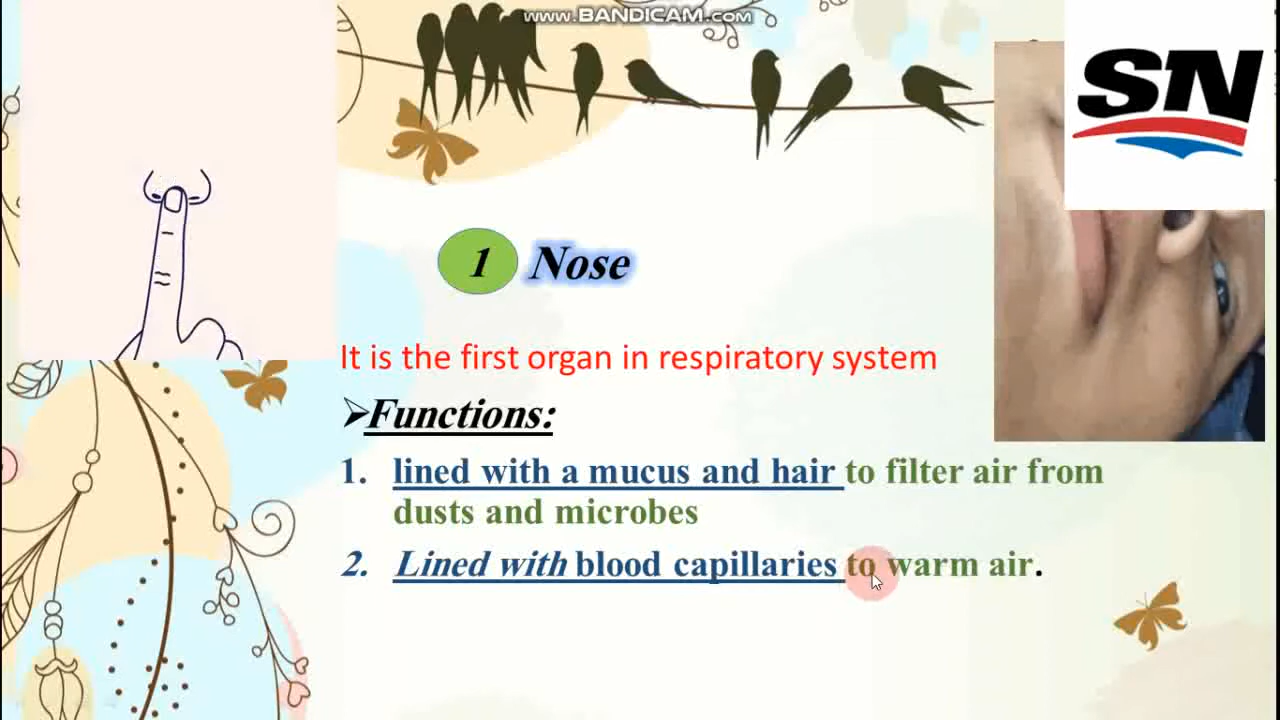 www.BANDICAM.com
SN
1 Nose
It is the first organ in respiratory system
Functions:
1. lined with a mucus and hair to filter air from
dusts and microbes
2. Lined with blood capillaries to warm air.